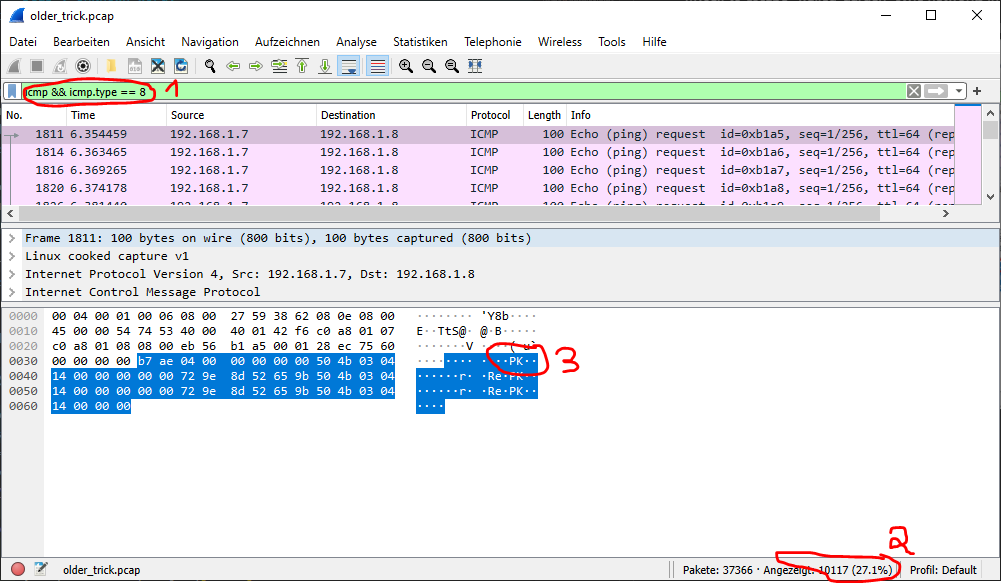 older_trick.pcap
Datei Bearbeiten Ansicht Navigation Aufzeichnen Analyse Statistiken Telephonie Wireless Tools Hilfe
icmp && icmp.type == 8 1
No. Time Source Destination Protocol Length Info
1811 6.354459 192.168.1.7 192.168.1.8 ICMP 100 Echo (ping) request id=0xb1a5, seq=1/256, ttl=64 (rep
1814 6.363465 192.168.1.7 192.168.1.8 ICMP 100 Echo (ping) request id=0xb1a6, seq=1/256, ttl=64 (rep
1816 6.369265 192.168.1.7 192.168.1.8 ICMP 100 Echo (ping) request id=0xb1a7, seq=1/256, ttl=64 (rep
1820 6.374178 192.168.1.7 192.168.1.8 ICMP 100 Echo (ping) request id=0xb1a8, seq=1/256, ttl=64 (rep
Frame 1811: 100 bytes on wire (800 bits), 100 bytes captured (800 bits)
Linux cooked capture v1
Internet Protocol Version 4, Src: 192.168.1.7, Dst: 192.168.1.8
Internet Control Message Protocol
0000 00 04 00 01 00 06 08 00 27 59 38 62 08 0e 08 00 ········ 'Y8b····
0010 45 00 00 54 74 53 40 00 40 01 42 f6 c0 a8 01 07 E··TtS@· @·B·····
0020 c0 a8 01 08 08 00 eb 56 b1 a5 00 01 28 ec 75 60 ·······V ····(·u`
0030 00 00 00 00 b7 ae 04 00 00 00 00 00 50 4b 03 04 ········ ····PK··
0040 14 00 00 00 00 00 72 9e 8d 52 65 9b 50 4b 03 04 ······r· ·Re·PK··
0050 14 00 00 00 00 00 72 9e 8d 52 65 9b 50 4b 03 04 ······r· ·Re·PK··
0060 14 00 00 00 ····
3
2
older_trick.pcap Pakete: 37366 · Angezeigt: 10117 (27.1%) Profil: Default